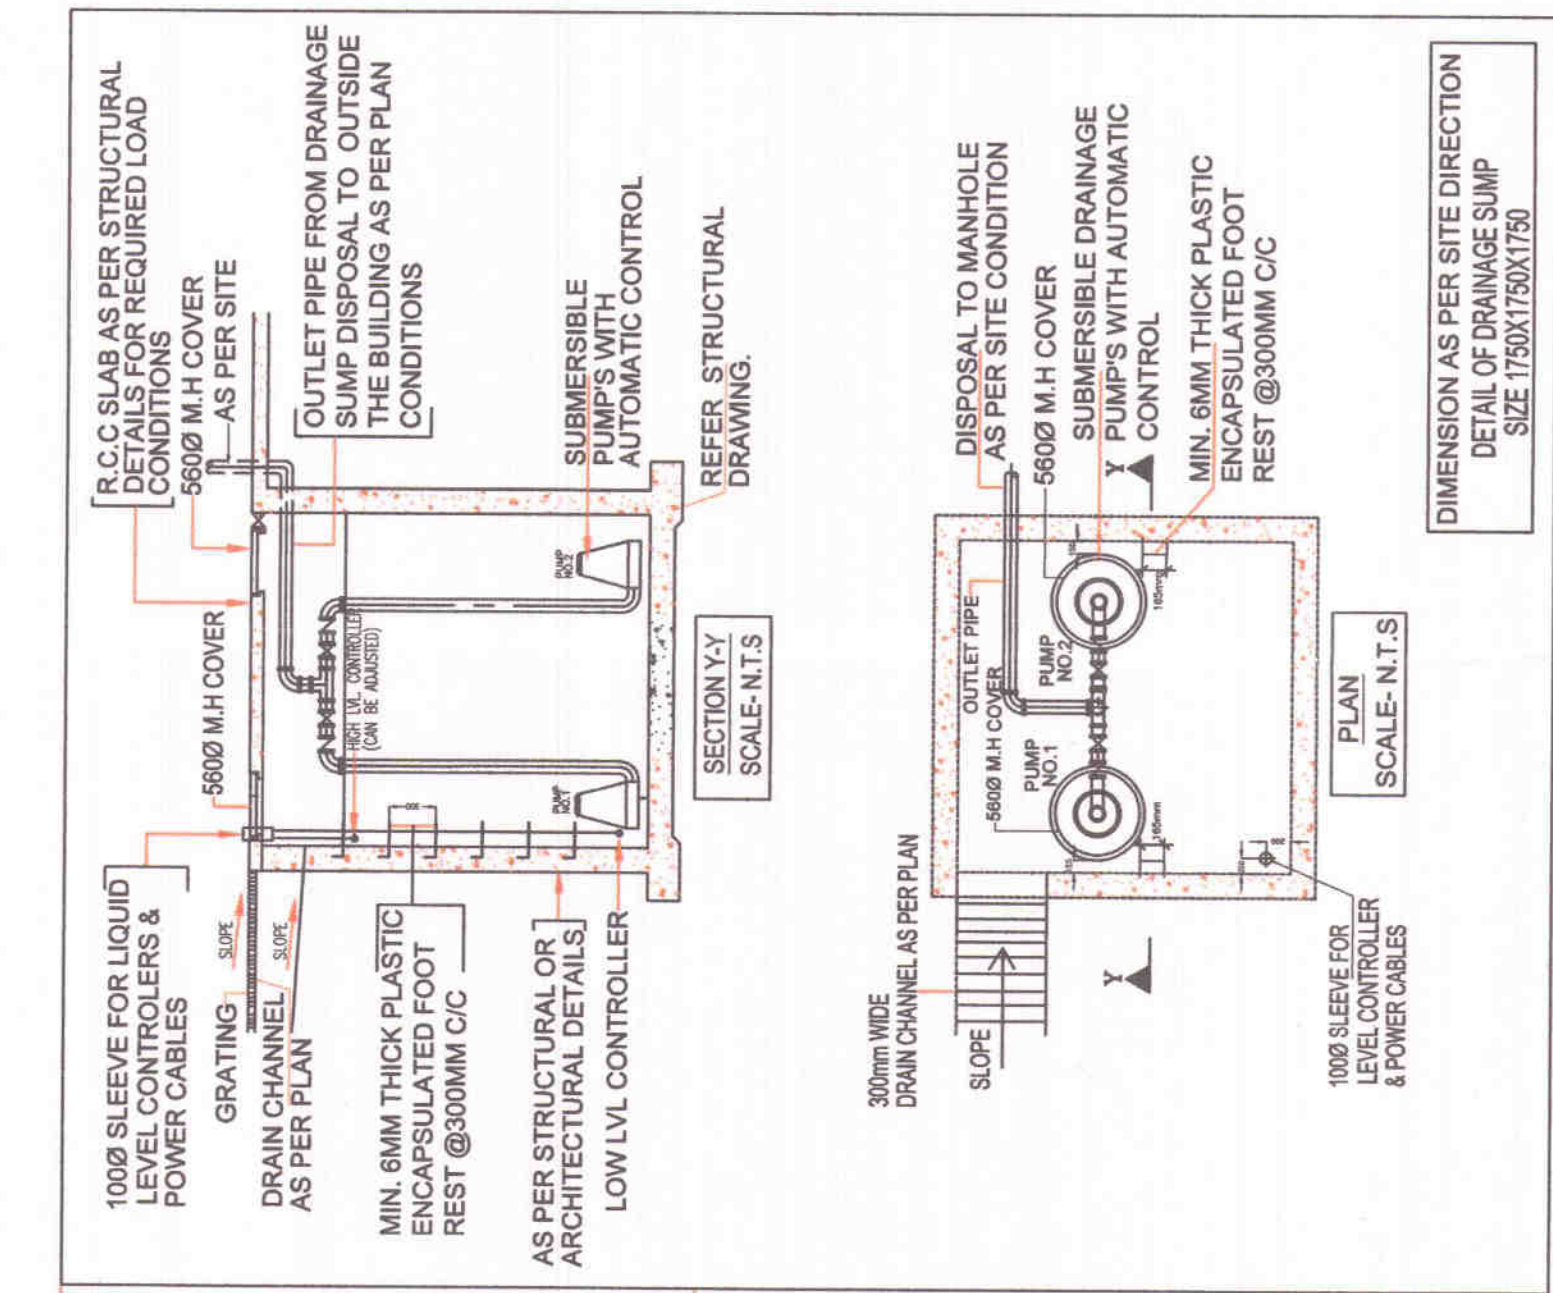 R.C.C SLAB AS PER STRUCTURAL
DETAILS FOR REQUIRED LOAD
CONDITIONS
560Ø M.H COVER
AS PER SITE
OUTLET PIPE FROM DRAINAGE
SUMP DISPOSAL TO OUTSIDE
THE BUILDING AS PER PLAN
CONDITIONS
SUBMERSIBLE
PUMP'S WITH
AUTOMATIC CONTROL
REFER STRUCTURAL
DRAWING.
560Ø M.H COVER
HIGH LVL. CONTROLLER
(CAN BE ADJUSTED)
PUMP
NO.2
PUMP
NO.1
100Ø SLEEVE FOR LIQUID
LEVEL CONTROLERS &
POWER CABLES
GRATING
SLOPE
SLOPE
DRAIN CHANNEL
AS PER PLAN
MIN. 6MM THICK PLASTIC
ENCAPSULATED FOOT
REST @300MM C/C
AS PER STRUCTURAL OR
ARCHITECTURAL DETAILS
LOW LVL CONTROLLER
SECTION Y-Y
SCALE- N.T.S
DISPOSAL TO MANHOLE
AS PER SITE CONDITION
560Ø M.H COVER
SUBMERSIBLE DRAINAGE
PUMP'S WITH AUTOMATIC
CONTROL
Y
MIN. 6MM THICK PLASTIC
ENCAPSULATED FOOT
REST @300MM C/C
OUTLET PIPE
PUMP
NO.2
165mm
560Ø M.H COVER
PUMP
NO.1
165mm
300mm WIDE
DRAIN CHANNEL AS PER PLAN
SLOPE
Y
100Ø SLEEVE FOR
LEVEL CONTROLLER
& POWER CABLES
PLAN
SCALE- N.T.S
DIMENSION AS PER SITE DIRECTION
DETAIL OF DRAINAGE SUMP
SIZE 1750X1750X1750